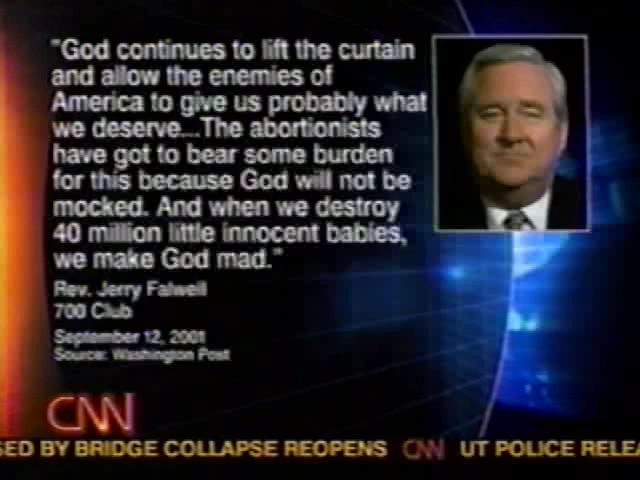 "God continues to lift the curtain
and allow the enemies of
America to give us probably what
we deserve...The abortionists
have got to bear some burden
for this because God will not be
mocked. And when we destroy
40 million little innocent babies,
we make God mad."
Rev. Jerry Falwell
700 Club
September 12, 2001
Source: Washington Post
CNN
SED BY BRIDGE COLLAPSE REOPENS CNN UT POLICE RELEA